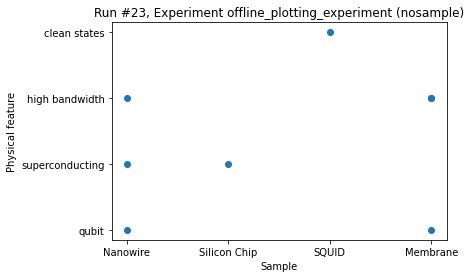 Run #23, Experiment offline_plotting_experiment (nosample)
clean states
high bandwidth
superconducting
qubit
Physical feature
Nanowire Silicon Chip SQUID Membrane
Sample